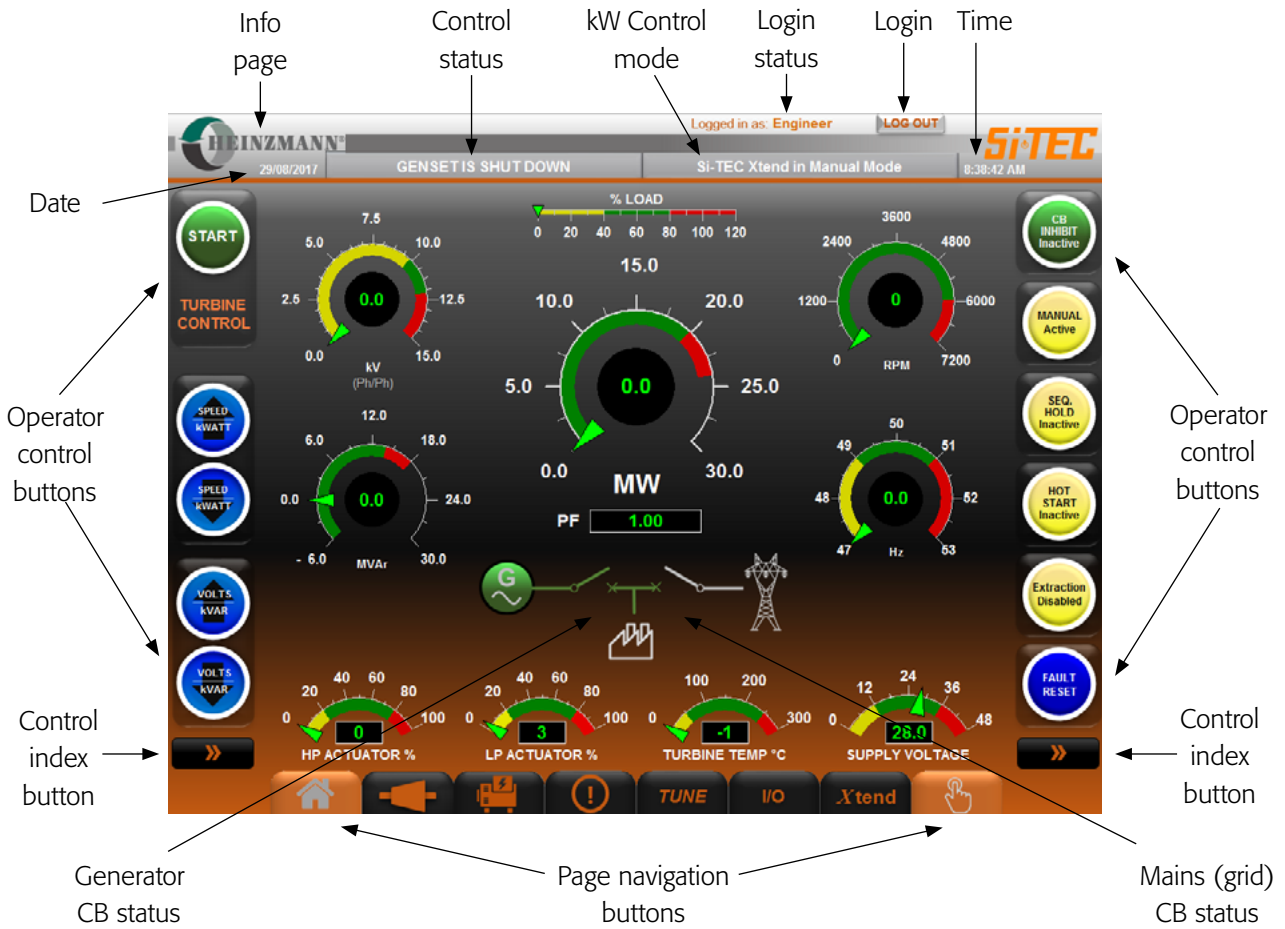 Info
page
Control
status
kW Control
mode
Login
status
Login
Time
Logged in as: Engineer
LOG OUT
HEINZMANN®
Si-TEC
29/08/2017
GENSET IS SHUT DOWN
Si-TEC Xtend in Manual Mode
8:38:42 AM
Date
START
TURBINE
CONTROL
% LOAD
0 20 40 60 80 100 120
0.0 2.5 5.0 7.5 10.0 12.5 15.0
0.0
kV
(Ph/Ph)
0.0 5.0 10.0 15.0 20.0 25.0 30.0
0.0
MW
PF 1.00
0 1200 2400 3600 4800 6000 7200
0
RPM
CB
INHIBIT
Inactive
MANUAL
Active
SEQ.
HOLD
Inactive
HOT
START
Inactive
Extraction
Disabled
FAULT
RESET
Operator
control
buttons
SPEED
kWATT
SPEED
kWATT
VOLTS
kVAR
VOLTS
kVAR
- 6.0 0.0 6.0 12.0 18.0 24.0 30.0
0.0
MVAr
47 48 49 50 51 52 53
0.0
Hz
Operator
control
buttons
G
0 20 40 60 80 100
0
HP ACTUATOR %
0 20 40 60 80 100
3
LP ACTUATOR %
0 100 200 300
-1
TURBINE TEMP °C
0 12 24 36 48
28.0
SUPPLY VOLTAGE
Control
index
button
»
»
Control
index
button
TUNE
I/O
Xtend
Generator
CB status
Page navigation
buttons
Mains (grid)
CB status